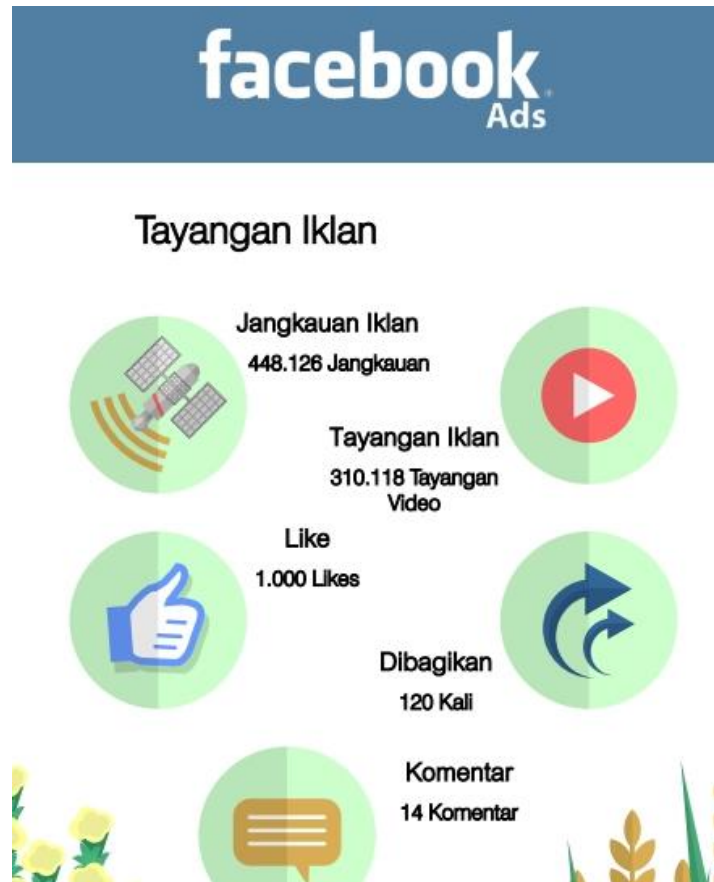 facebook
Ads
Tayangan Iklan
Jangkauan Iklan
448.126 Jangkauan
Tayangan Iklan
310.118 Tayangan
Video
Like
1.000 Likes
Dibagikan
120 Kali
Komentar
14 Komentar